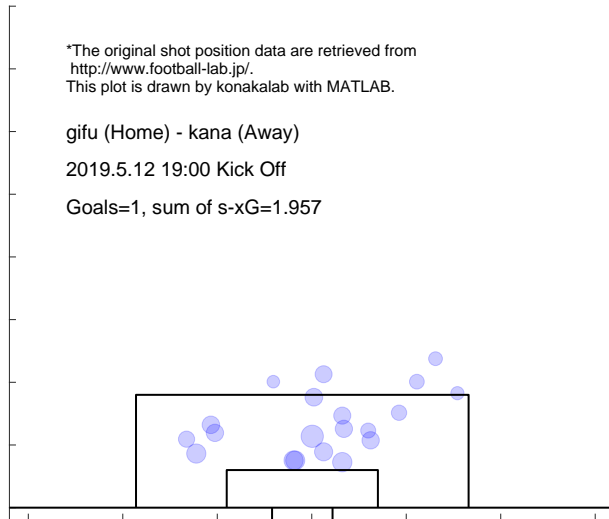 *The original shot position data are retrieved from
http://www.football-lab.jp/.
This plot is drawn by konakalab with MATLAB.
gifu (Home) - kana (Away)
2019.5.12 19:00 Kick Off
Goals=1, sum of s-xG=1.957